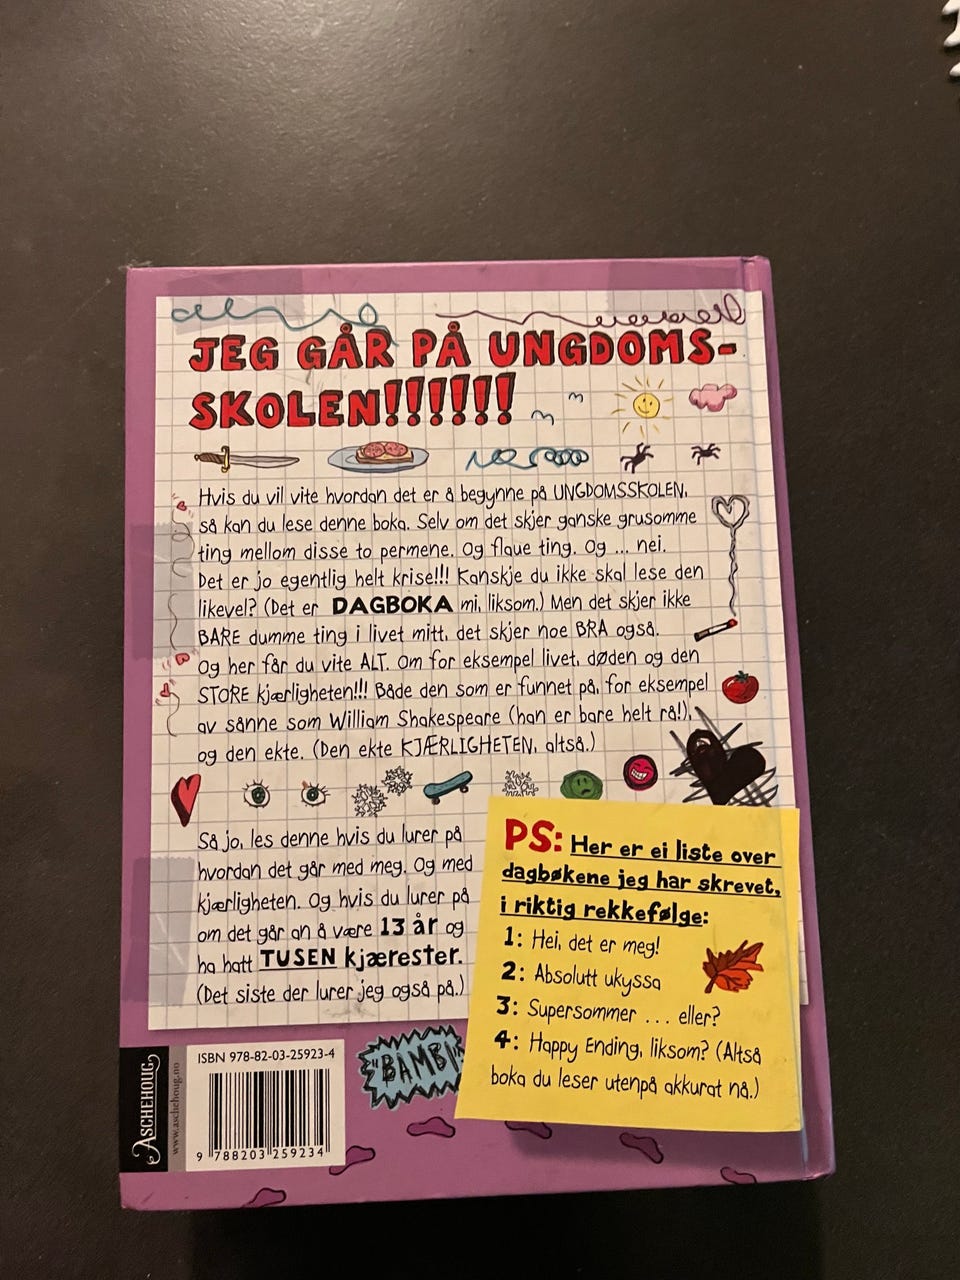 JEG GÅR PÅ UNGDOMS-
SKOLEN!!!!!!
Hvis du vil vite hvordan det er å begynne på UNGDOMSSKOLEN,
så kan du lese denne boka. Selv om det skjer ganske grusomme
ting mellom disse to permene. Og flaue ting. Og ... nei.
Det er jo egentlig helt krise!!! Kanskje du ikke skal lese den
likevel? (Det er DAGBOKA mi, liksom.) Men det skjer ikke
BARE dumme ting i livet mitt, det skjer noe BRA også.
Og her får du vite ALT. Om for eksempel livet, døden og den
STORE kjærligheten!!! Både den som er funnet på, for eksempel
av sånne som William Shakespeare (han er bare helt rå!),
og den ekte. (Den ekte KJÆRLIGHETEN, altså.)
Så jo, les denne hvis du lurer på
hvordan det går med meg. Og med
kjærligheten. Og hvis du lurer på
om det går an å være 13 år og
ha hatt TUSEN kjærester.
(Det siste der lurer jeg også på.)
PS: Her er ei liste over
dagbøkene jeg har skrevet,
i riktig rekkefølge:
1: Hei, det er meg!
2: Absolutt ukyssa
3: Supersommer ... eller?
4: Happy Ending, liksom? (Altså
boka du leser utenpå akkurat nå.)
"BAMBI"
ASCHEHOUG
www.aschehoug.no
ISBN 978-82-03-25923-4
9 788203 259234